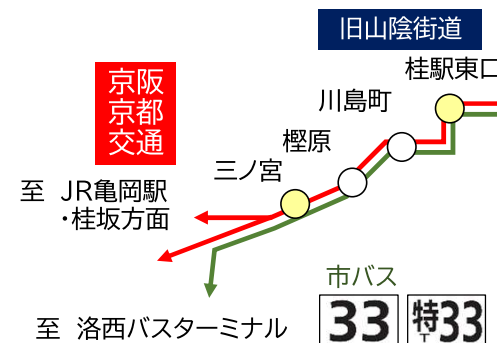 旧山陰街道
桂駅東口
京阪
京都
交通
川島町
樫原
三ノ宮
至 JR亀岡駅
・桂坂方面
市バス
至 洛西バスターミナル
33
特33
T